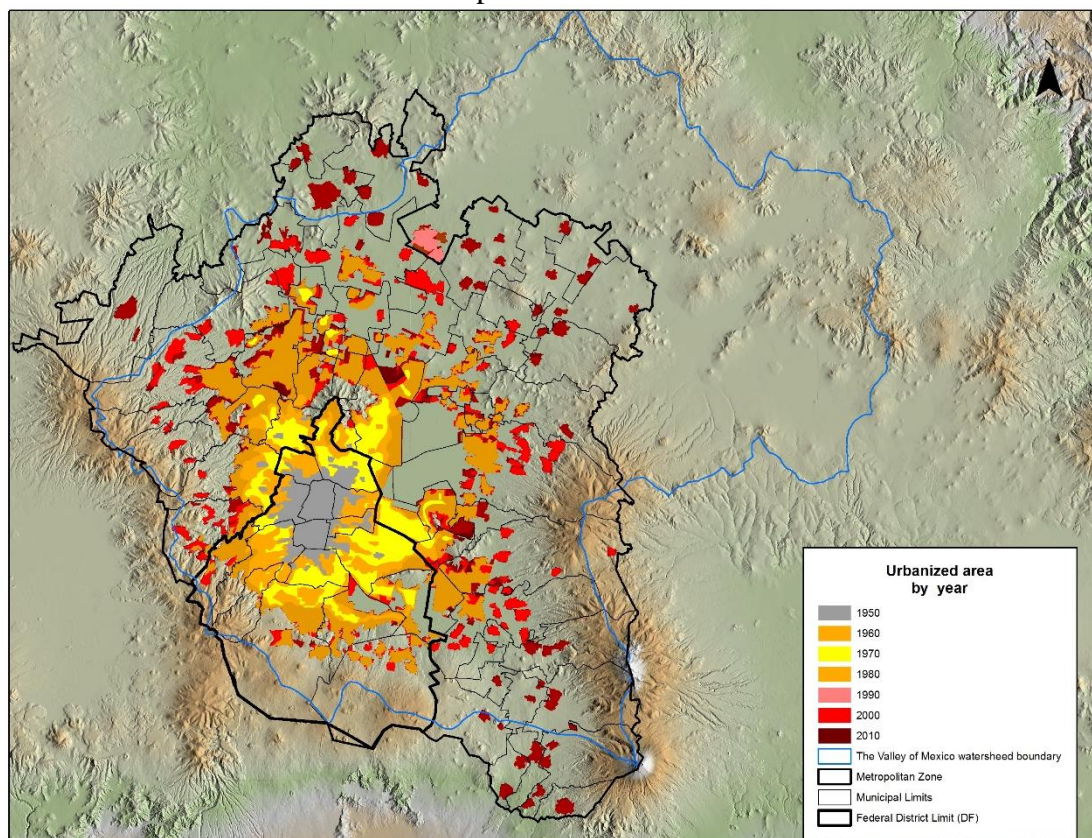 N
Urbanized area
by year
1950
1960
1970
1980
1990
2000
2010
The Valley of Mexico watersheed boundary
Metropolitan Zone
Municipal Limits
Federal District Limit (DF)